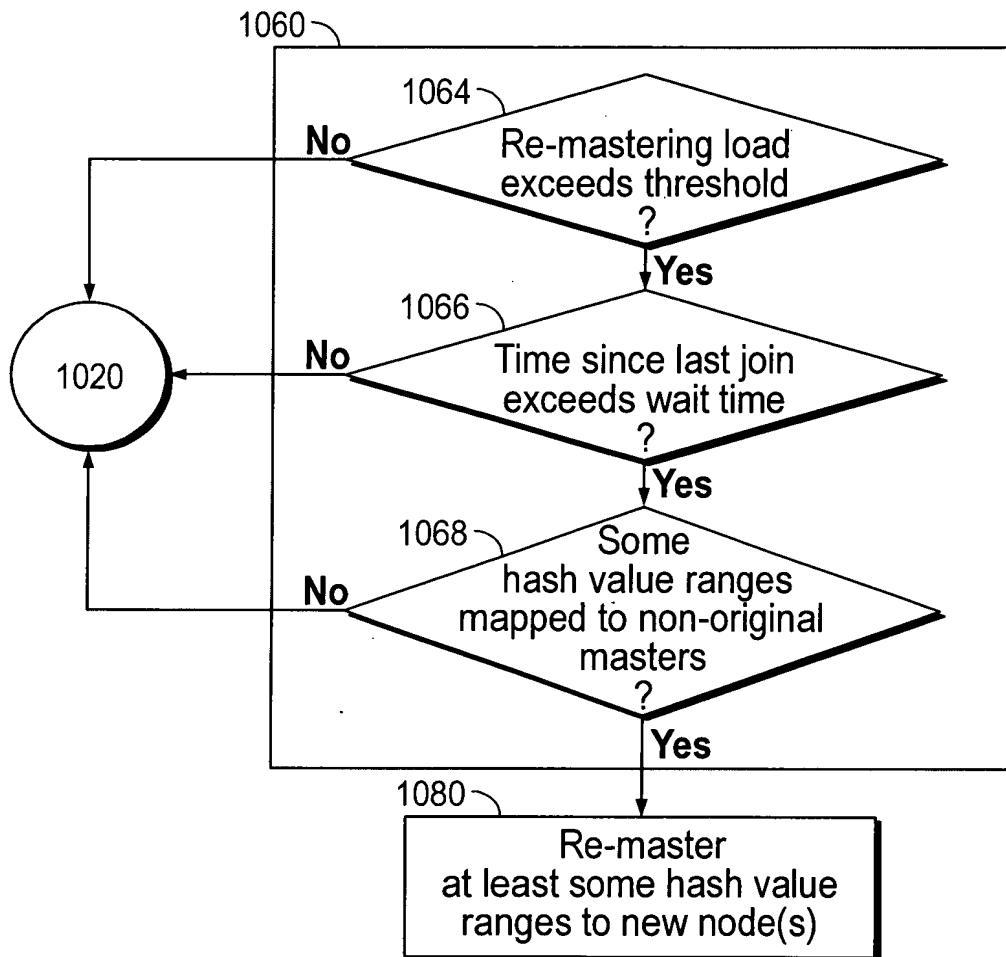 1060
1064
No
Re-mastering load
exceeds threshold
?
Yes
1066
No
1020
Time since last join
exceeds wait time
?
Yes
1068
No
Some
hash value ranges
mapped to non-original
masters
?
Yes
1080
Re-master
at least some hash value
ranges to new node(s)